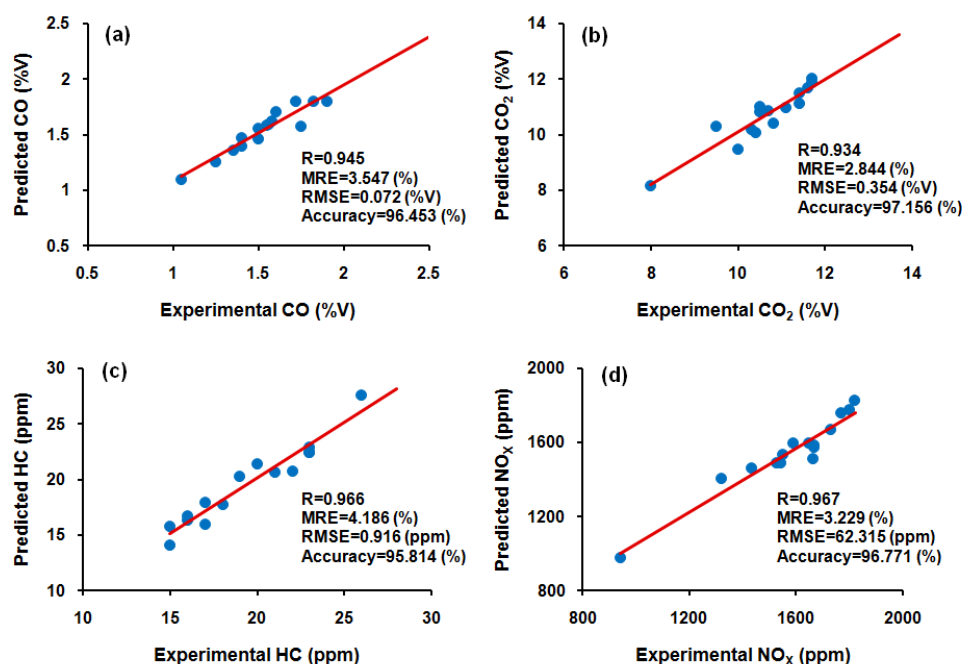 (a)
Predicted CO (%V)
2.5
2
1.5
1
0.5
R=0.945
MRE=3.547 (%)
RMSE=0.072 (%V)
Accuracy=96.453 (%)
0.5 1 1.5 2 2.5
Experimental CO (%V)
(b)
Predicted CO₂ (%V)
14
12
10
8
6
R=0.934
MRE=2.844 (%)
RMSE=0.354 (%V)
Accuracy=97.156 (%)
6 8 10 12 14
Experimental CO₂ (%V)
(c)
Predicted HC (ppm)
30
25
20
15
10
R=0.966
MRE=4.186 (%)
RMSE=0.916 (ppm)
Accuracy=95.814 (%)
10 15 20 25 30
Experimental HC (ppm)
(d)
Predicted NOₓ (ppm)
2000
1600
1200
800
R=0.967
MRE=3.229 (%)
RMSE=62.315 (ppm)
Accuracy=96.771 (%)
800 1200 1600 2000
Experimental NOₓ (ppm)